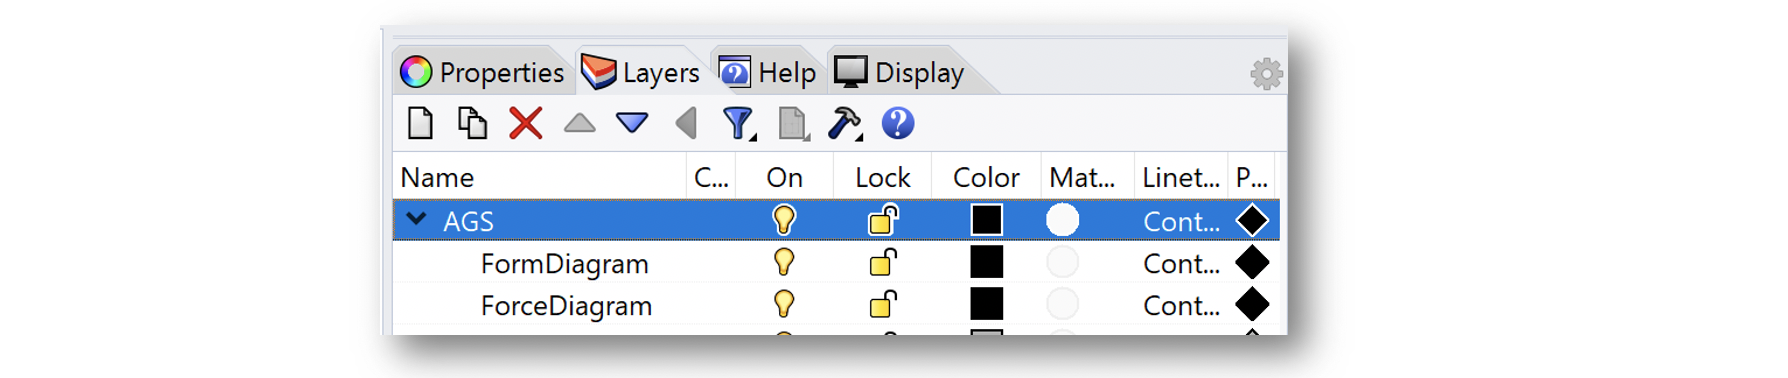 Properties Layers Help Display
Name C... On Lock Color Mat... Linet... P...
AGS Cont...
FormDiagram Cont...
ForceDiagram Cont...